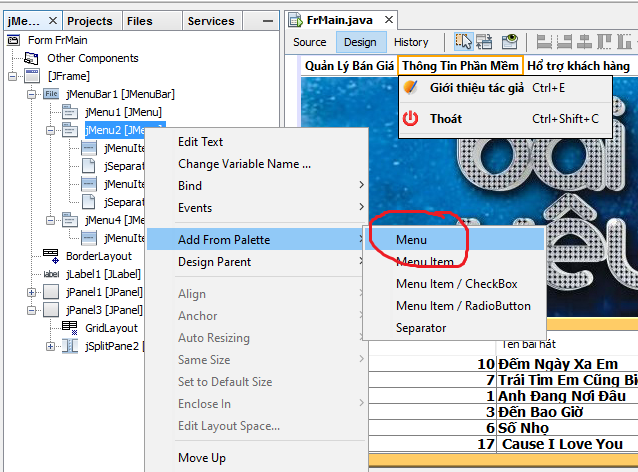 jMe...
Projects
Files
Services
FrMain.java
Form FrMain
Other Components
[JFrame]
File jMenuBar1 [JMenuBar]
jMenu1 [JMenu]
jMenu2 [JMenu]
jMenuIte
jSeparat
jMenuIte
jMenuIte
jMenu4 [JMenu]
jMenuIte
BorderLayout
label jLabel1 [JLabel]
jPanel1 [JPanel]
jPanel3 [JPanel]
GridLayout
jSplitPane2
Edit Text
Change Variable Name ...
Bind
Events
Add From Palette
Design Parent
Align
Anchor
Auto Resizing
Same Size
Set to Default Size
Enclose In
Edit Layout Space...
Move Up
Menu
Menu Item
Menu Item / CheckBox
Menu Item / RadioButton
Separator
Source Design History
Quản Lý Bán Giá Thông Tin Phần Mềm Hổ trợ khách hàng
Giới thiệu tác giả Ctrl+E
Thoát Ctrl+Shift+C
Tên bài hát
10 Đếm Ngày Xa Em
7 Trái Tim Em Cũng Bi
1 Anh Đang Nơi Đâu
3 Đến Bao Giờ
6 Số Nhọ
17 Cause I Love You